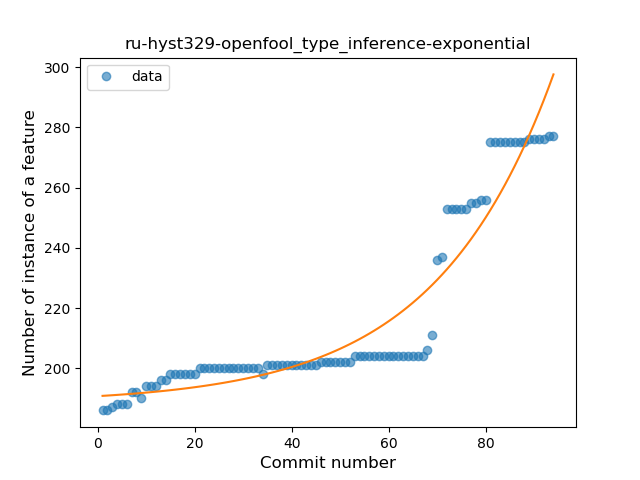 ru-hyst329-openfool_type_inference-exponential
data
Number of instance of a feature
300
280
260
240
220
200
0 20 40 60 80
Commit number